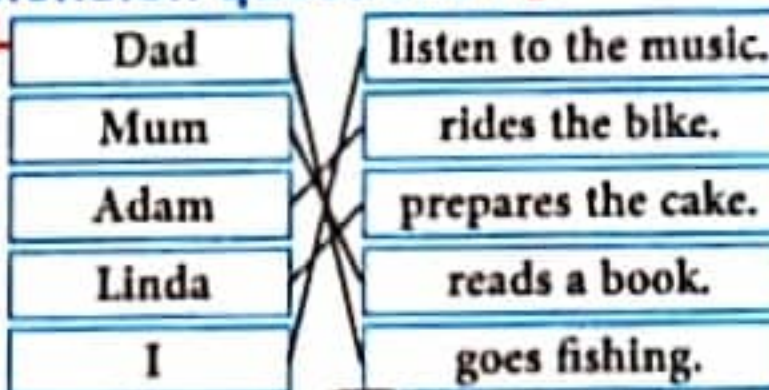 Dad listen to the music.
Mum rides the bike.
Adam prepares the cake.
Linda reads a book.
I goes fishing.